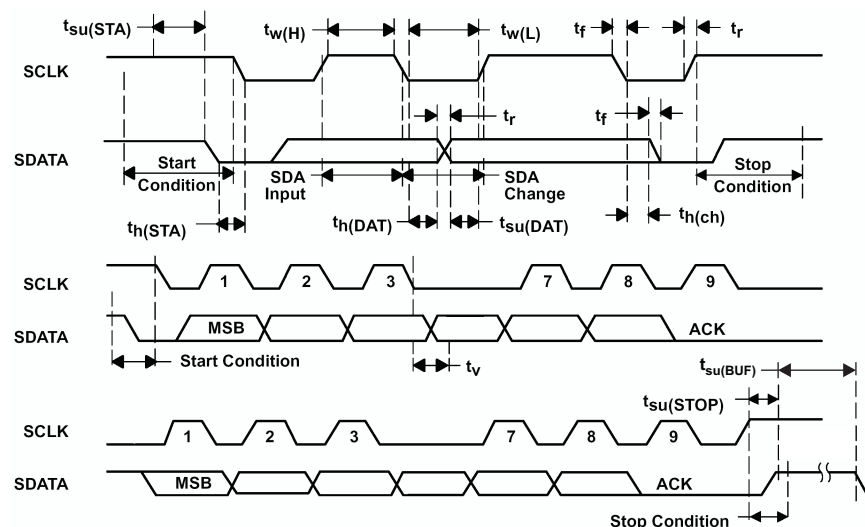 tsu(STA)
tw(H)
tw(L)
tf
tr
SCLK
tr
tf
SDATA
Start
Condition
SDA
Input
SDA
Change
Stop
Condition
th(STA)
th(DAT)
tsu(DAT)
th(ch)
SCLK
1 2 3 7 8 9
SDATA
MSB
ACK
Start Condition
tv
tsu(BUF)
tsu(STOP)
SCLK
1 2 3 7 8 9
SDATA
MSB
ACK
Stop Condition